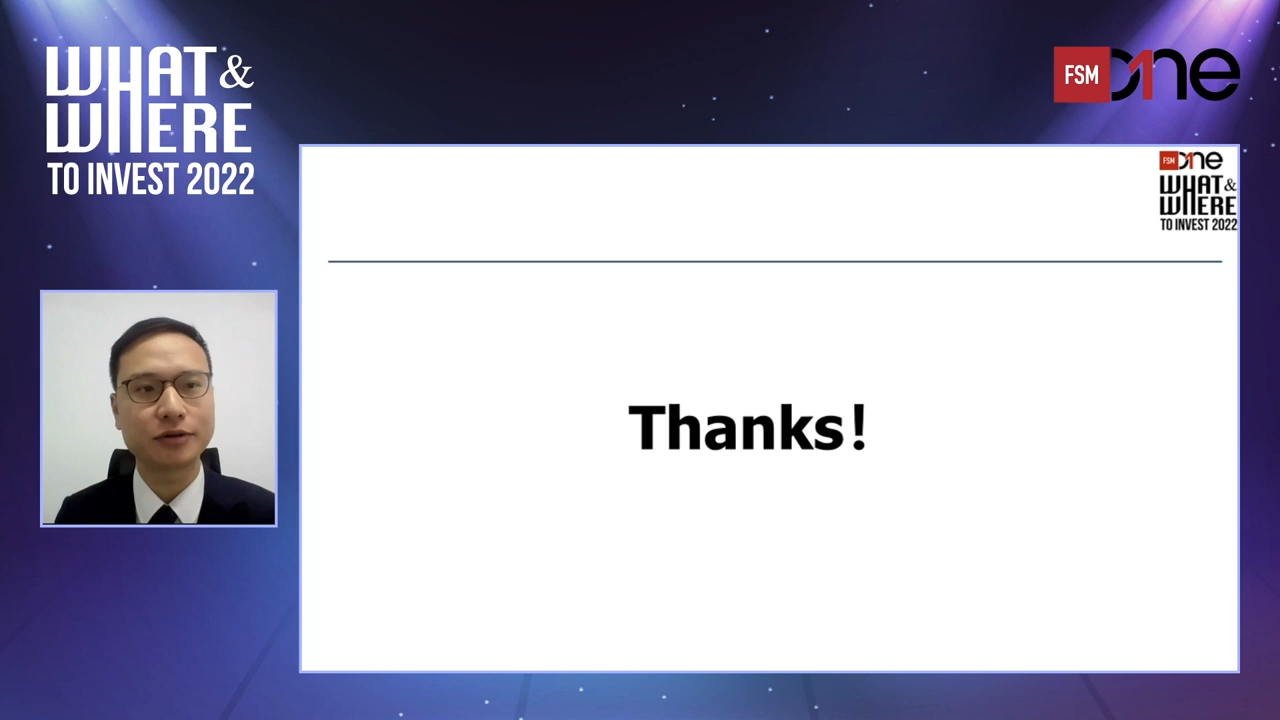 WHAT &
WHERE
TO INVEST 2022
FSM One
FSM One
WHAT &
WHERE
TO INVEST 2022
Thanks!